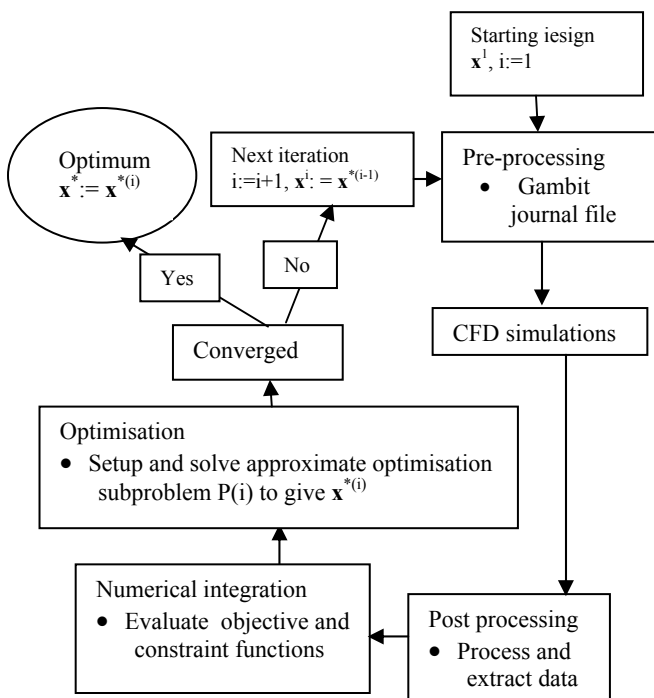 Starting iesign
x¹, i:=1
Pre-processing
• Gambit
journal file
CFD simulations
Post processing
• Process and
extract data
Numerical integration
• Evaluate objective and
constraint functions
Optimisation
• Setup and solve approximate optimisation
subproblem P(i) to give x*(i)
Converged
No
Next iteration
i:=i+1, xⁱ: = x*(i-1)
Yes
Optimum
x*:= x*(i)